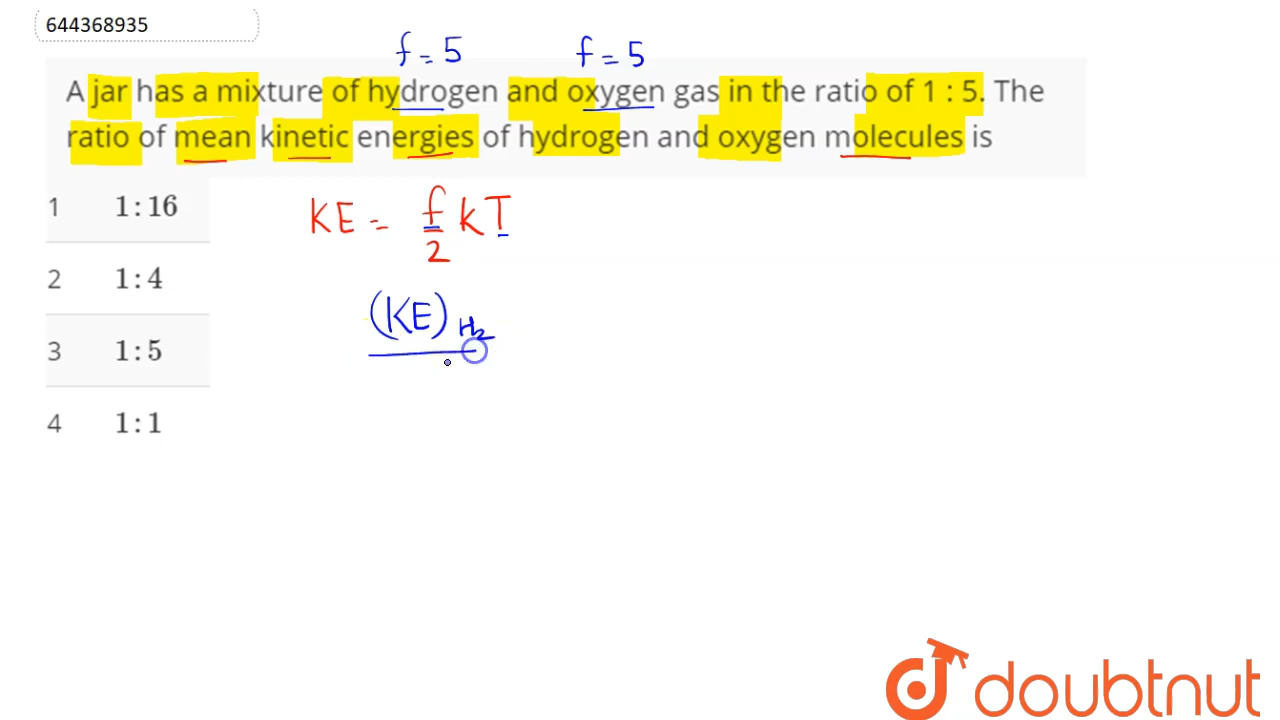 644368935
f = 5 f = 5
A jar has a mixture of hydrogen and oxygen gas in the ratio of 1 : 5. The
ratio of mean kinetic energies of hydrogen and oxygen molecules is
1 1 : 16
KE = f/2 kT
2 1 : 4
(KE)H2
3 1 : 5
4 1 : 1
doubtnut